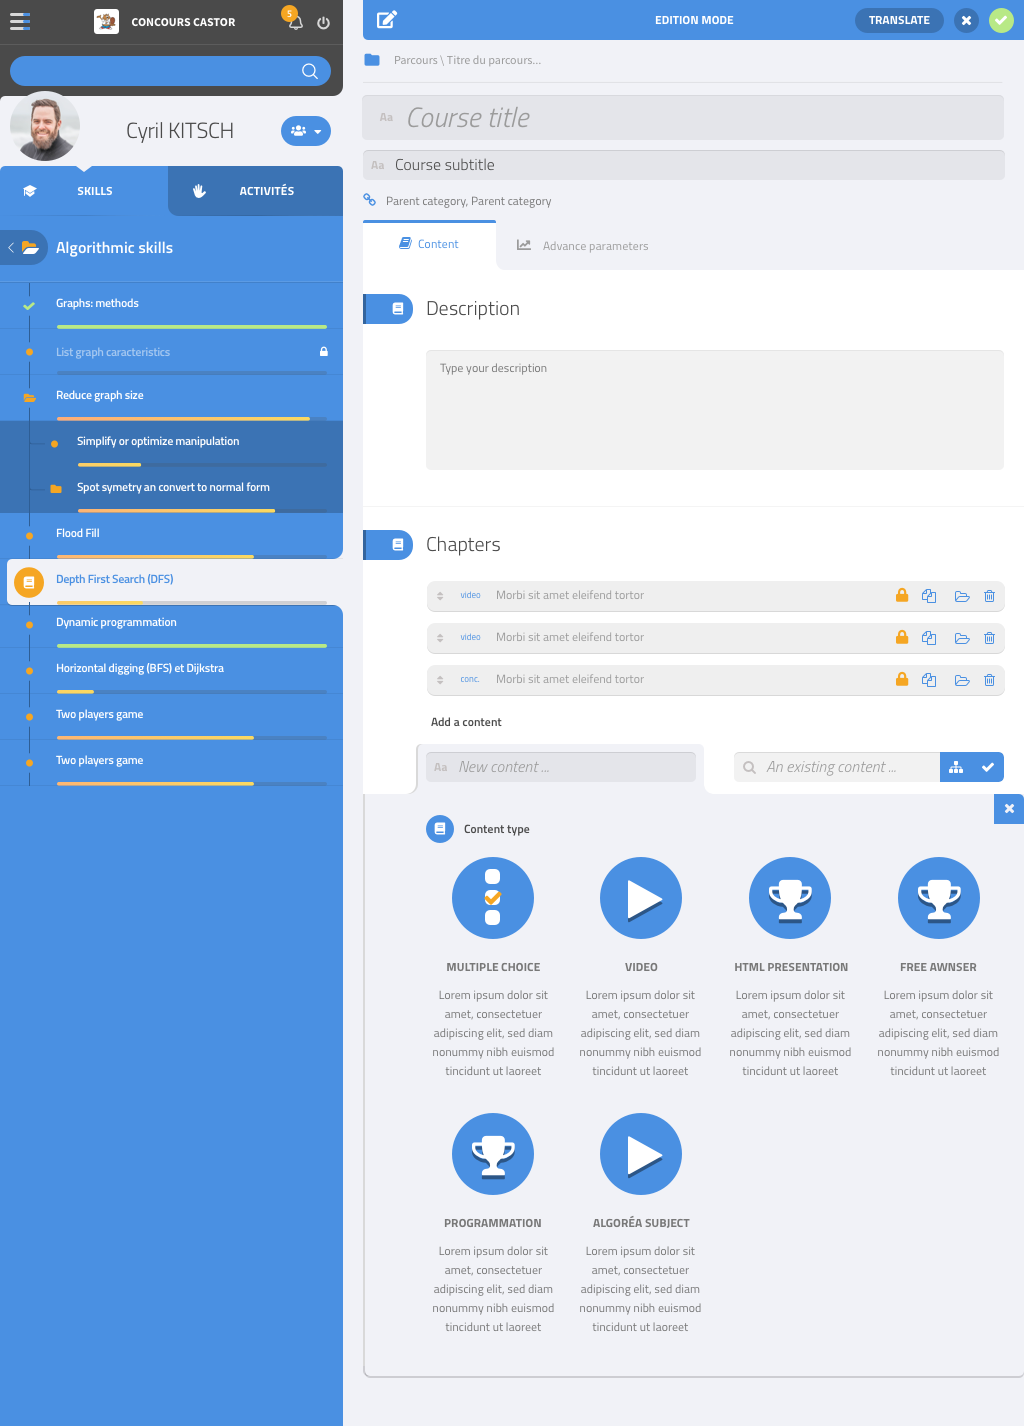 CONCOURS CASTOR
5
Cyril KITSCH
SKILLS
ACTIVITÉS
Algorithmic skills
Graphs: methods
List graph caracteristics
Reduce graph size
Simplify or optimize manipulation
Spot symetry an convert to normal form
Flood Fill
Depth First Search (DFS)
Dynamic programmation
Horizontal digging (BFS) et Dijkstra
Two players game
Two players game
EDITION MODE
TRANSLATE
Parcours \ Titre du parcours...
Aa Course title
Aa Course subtitle
Parent category, Parent category
Content
Advance parameters
Description
Type your description
Chapters
video Morbi sit amet eleifend tortor
video Morbi sit amet eleifend tortor
conc. Morbi sit amet eleifend tortor
Add a content
Aa New content ...
An existing content ...
Content type
MULTIPLE CHOICE
Lorem ipsum dolor sit
amet, consectetuer
adipiscing elit, sed diam
nonummy nibh euismod
tincidunt ut laoreet
VIDEO
Lorem ipsum dolor sit
amet, consectetuer
adipiscing elit, sed diam
nonummy nibh euismod
tincidunt ut laoreet
HTML PRESENTATION
Lorem ipsum dolor sit
amet, consectetuer
adipiscing elit, sed diam
nonummy nibh euismod
tincidunt ut laoreet
FREE AWNSER
Lorem ipsum dolor sit
amet, consectetuer
adipiscing elit, sed diam
nonummy nibh euismod
tincidunt ut laoreet
PROGRAMMATION
Lorem ipsum dolor sit
amet, consectetuer
adipiscing elit, sed diam
nonummy nibh euismod
tincidunt ut laoreet
ALGORÉA SUBJECT
Lorem ipsum dolor sit
amet, consectetuer
adipiscing elit, sed diam
nonummy nibh euismod
tincidunt ut laoreet